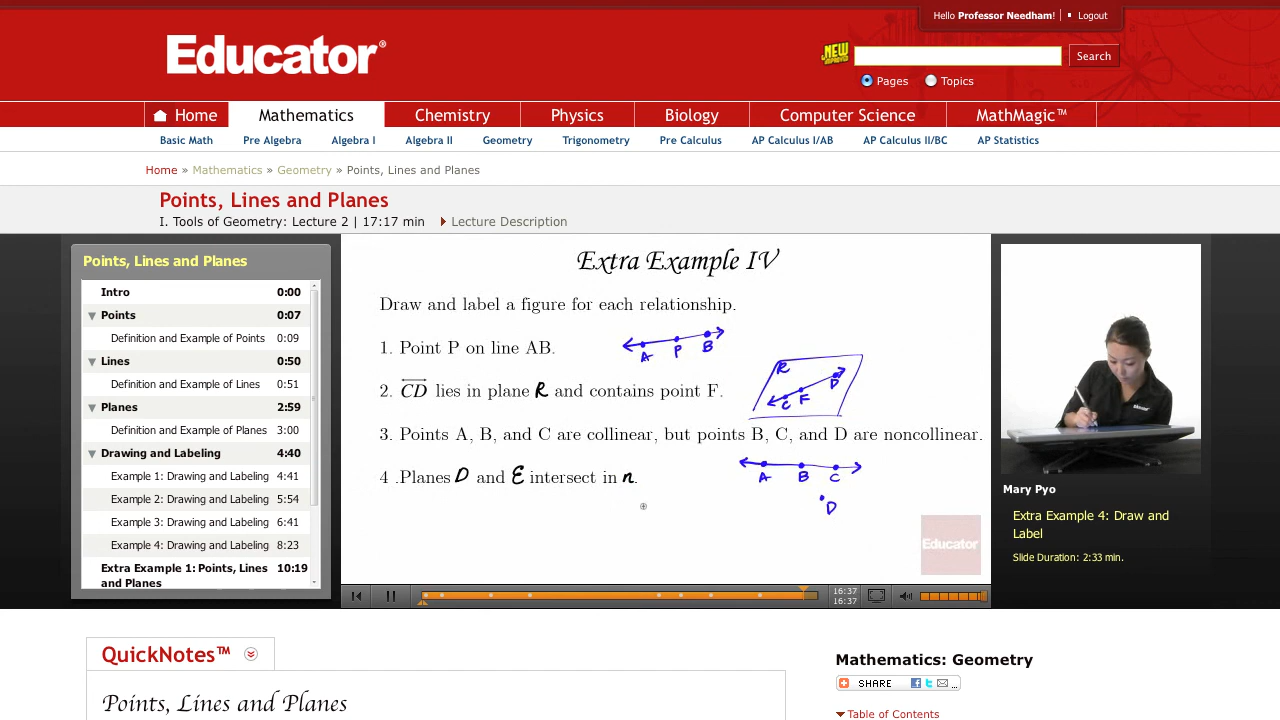 Hello Professor Needham! Logout
Educator®
NEW
Search
Pages Topics
Home Mathematics Chemistry Physics Biology Computer Science MathMagic™
Basic Math Pre Algebra Algebra I Algebra II Geometry Trigonometry Pre Calculus AP Calculus I/AB AP Calculus II/BC AP Statistics
Home » Mathematics » Geometry » Points, Lines and Planes
Points, Lines and Planes
I. Tools of Geometry: Lecture 2 | 17:17 min Lecture Description
Points, Lines and Planes
Intro 0:00
Points 0:07
Definition and Example of Points 0:09
Lines 0:50
Definition and Example of Lines 0:51
Planes 2:59
Definition and Example of Planes 3:00
Drawing and Labeling 4:40
Example 1: Drawing and Labeling 4:41
Example 2: Drawing and Labeling 5:54
Example 3: Drawing and Labeling 6:41
Example 4: Drawing and Labeling 8:23
Extra Example 1: Points, Lines 10:19
and Planes
Extra Example IV
Draw and label a figure for each relationship.
1. Point P on line AB.
A P B
2. CD lies in plane R and contains point F.
R
C F D
3. Points A, B, and C are collinear, but points B, C, and D are noncollinear.
A B C
D
4 .Planes D and E intersect in n.
Educator
16:37
16:37
Mary Pyo
Extra Example 4: Draw and
Label
Slide Duration: 2:33 min.
QuickNotes™
Points, Lines and Planes
Mathematics: Geometry
SHARE
Table of Contents